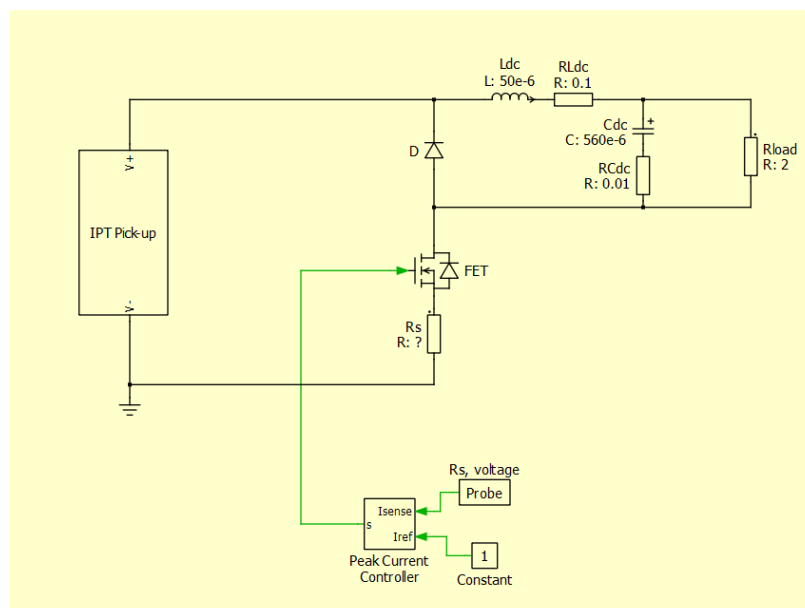 Ldc
L: 50e-6
RLdc
R: 0.1
Cdc
C: 560e-6
+
RCdc
R: 0.01
Rload
R: 2
D
V+
IPT Pick-up
V-
FET
Rs
R: ?
Rs, voltage
Probe
Isense
s
Iref
Peak Current
Controller
1
Constant